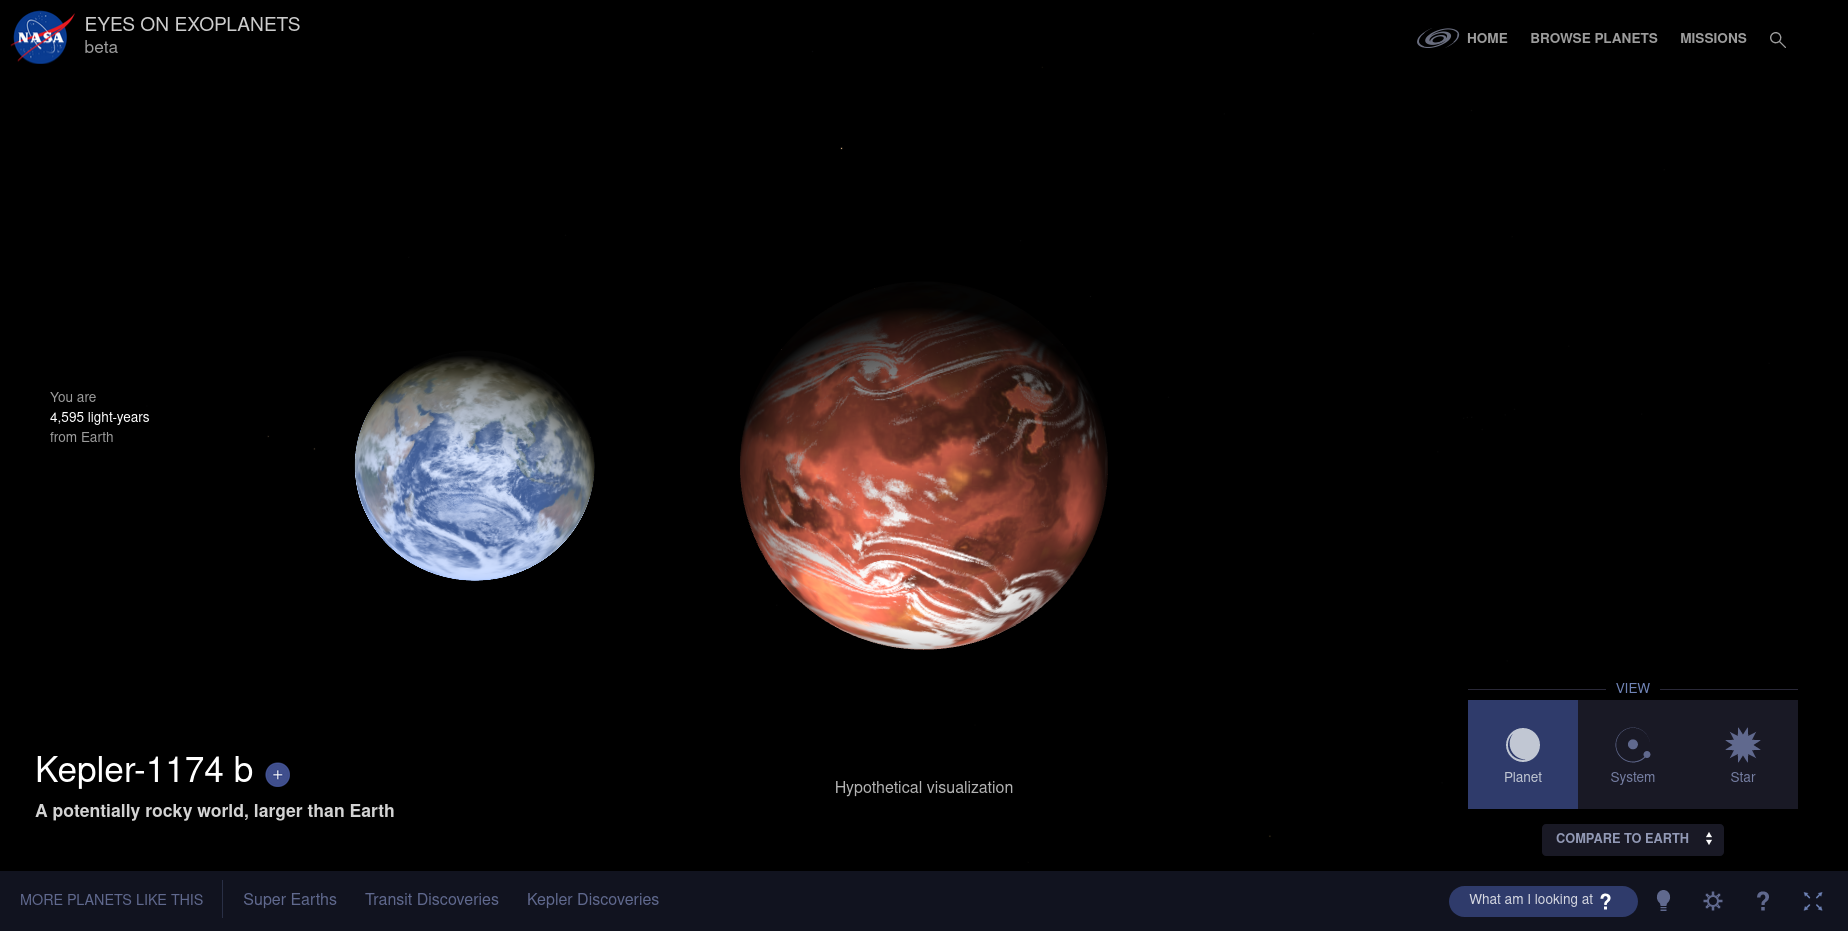 NASA
EYES ON EXOPLANETS
beta
HOME
BROWSE PLANETS
MISSIONS
You are
4,595 light-years
from Earth
VIEW
Planet
System
Star
Kepler-1174 b
+
A potentially rocky world, larger than Earth
Hypothetical visualization
COMPARE TO EARTH
MORE PLANETS LIKE THIS
Super Earths
Transit Discoveries
Kepler Discoveries
What am I looking at ?
?